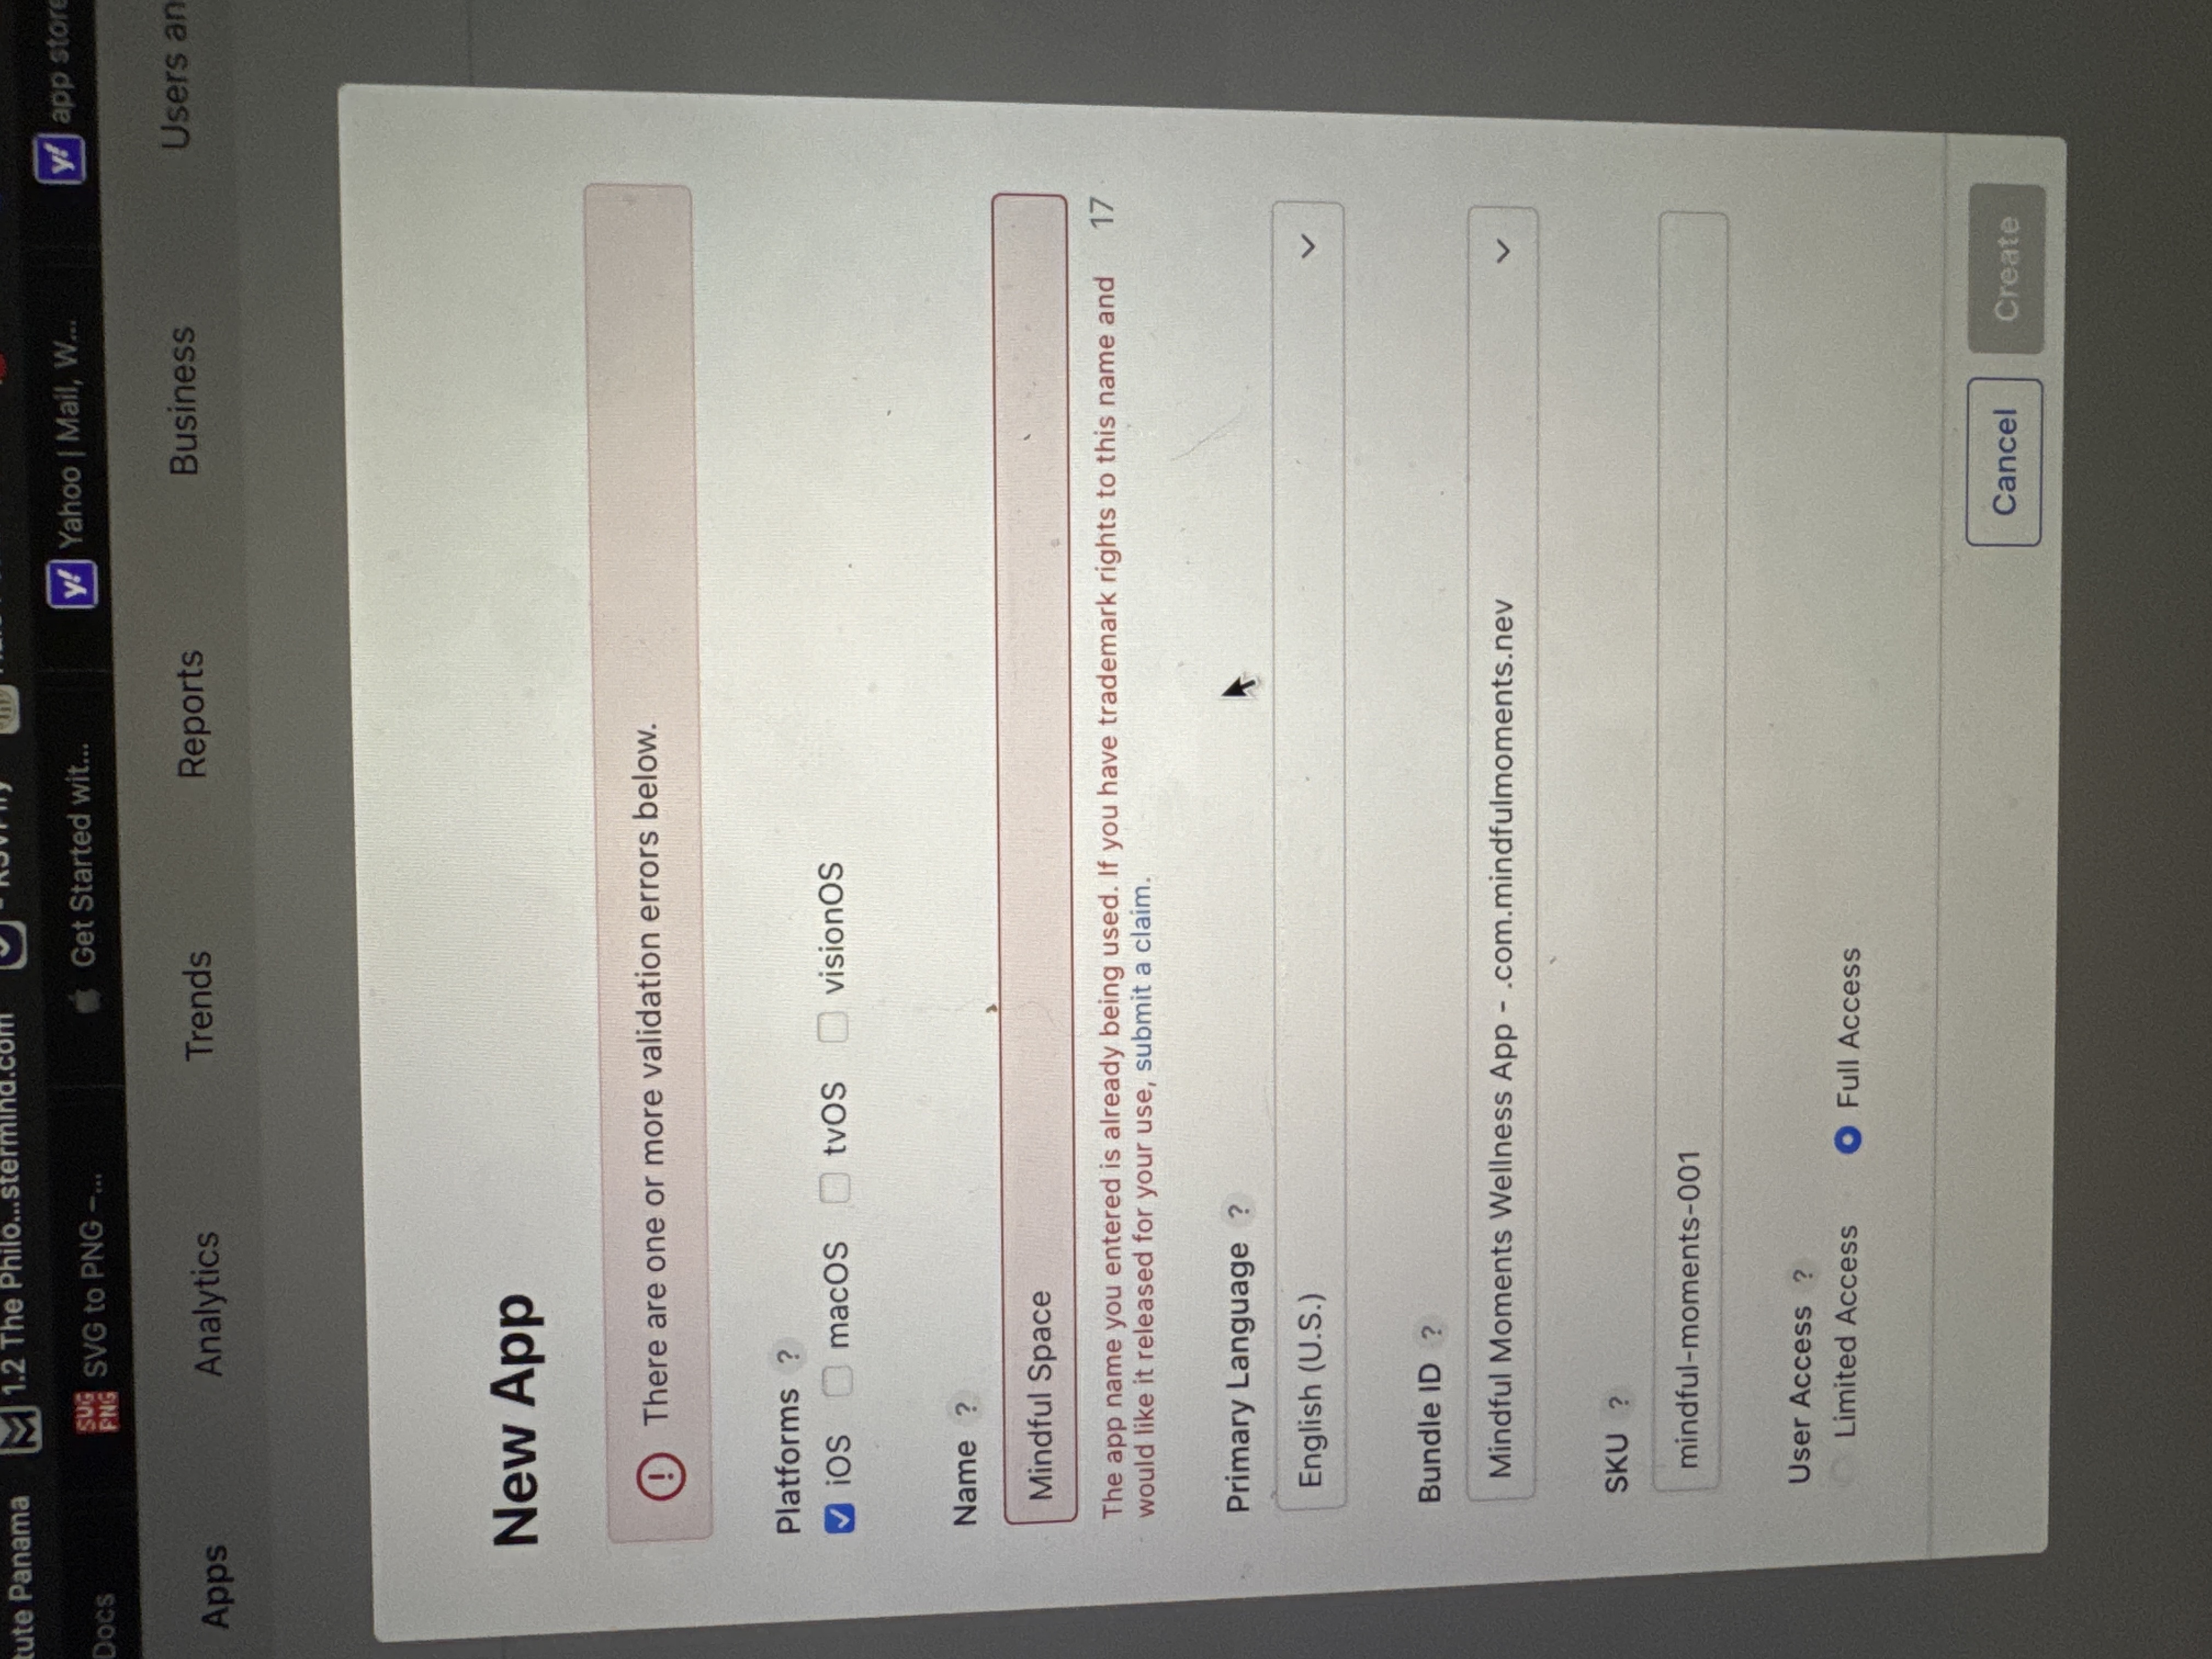 tute Panama 1.2 The Philo...stermind.com
Docs SVG PNG SVG to PNG –... Get Started wit... y! Yahoo | Mail, W... y! app store
Apps Analytics Trends Reports Business Users an
New App
There are one or more validation errors below.
Platforms ?
iOS macOS tvOS visionOS
Name ?
Mindful Space
The app name you entered is already being used. If you have trademark rights to this name and 17
would like it released for your use, submit a claim.
Primary Language ?
English (U.S.)
Bundle ID ?
Mindful Moments Wellness App - .com.mindfulmoments.nev
SKU ?
mindful-moments-001
User Access ?
Limited Access Full Access
Cancel Create